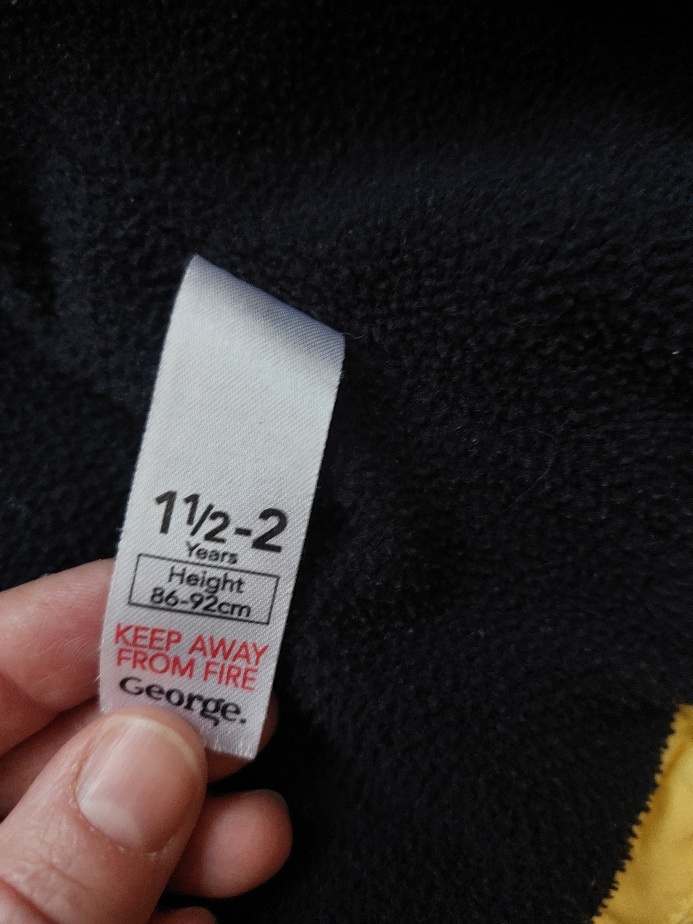 1½-2
Years
Height
86-92cm
KEEP AWAY
FROM FIRE
George.